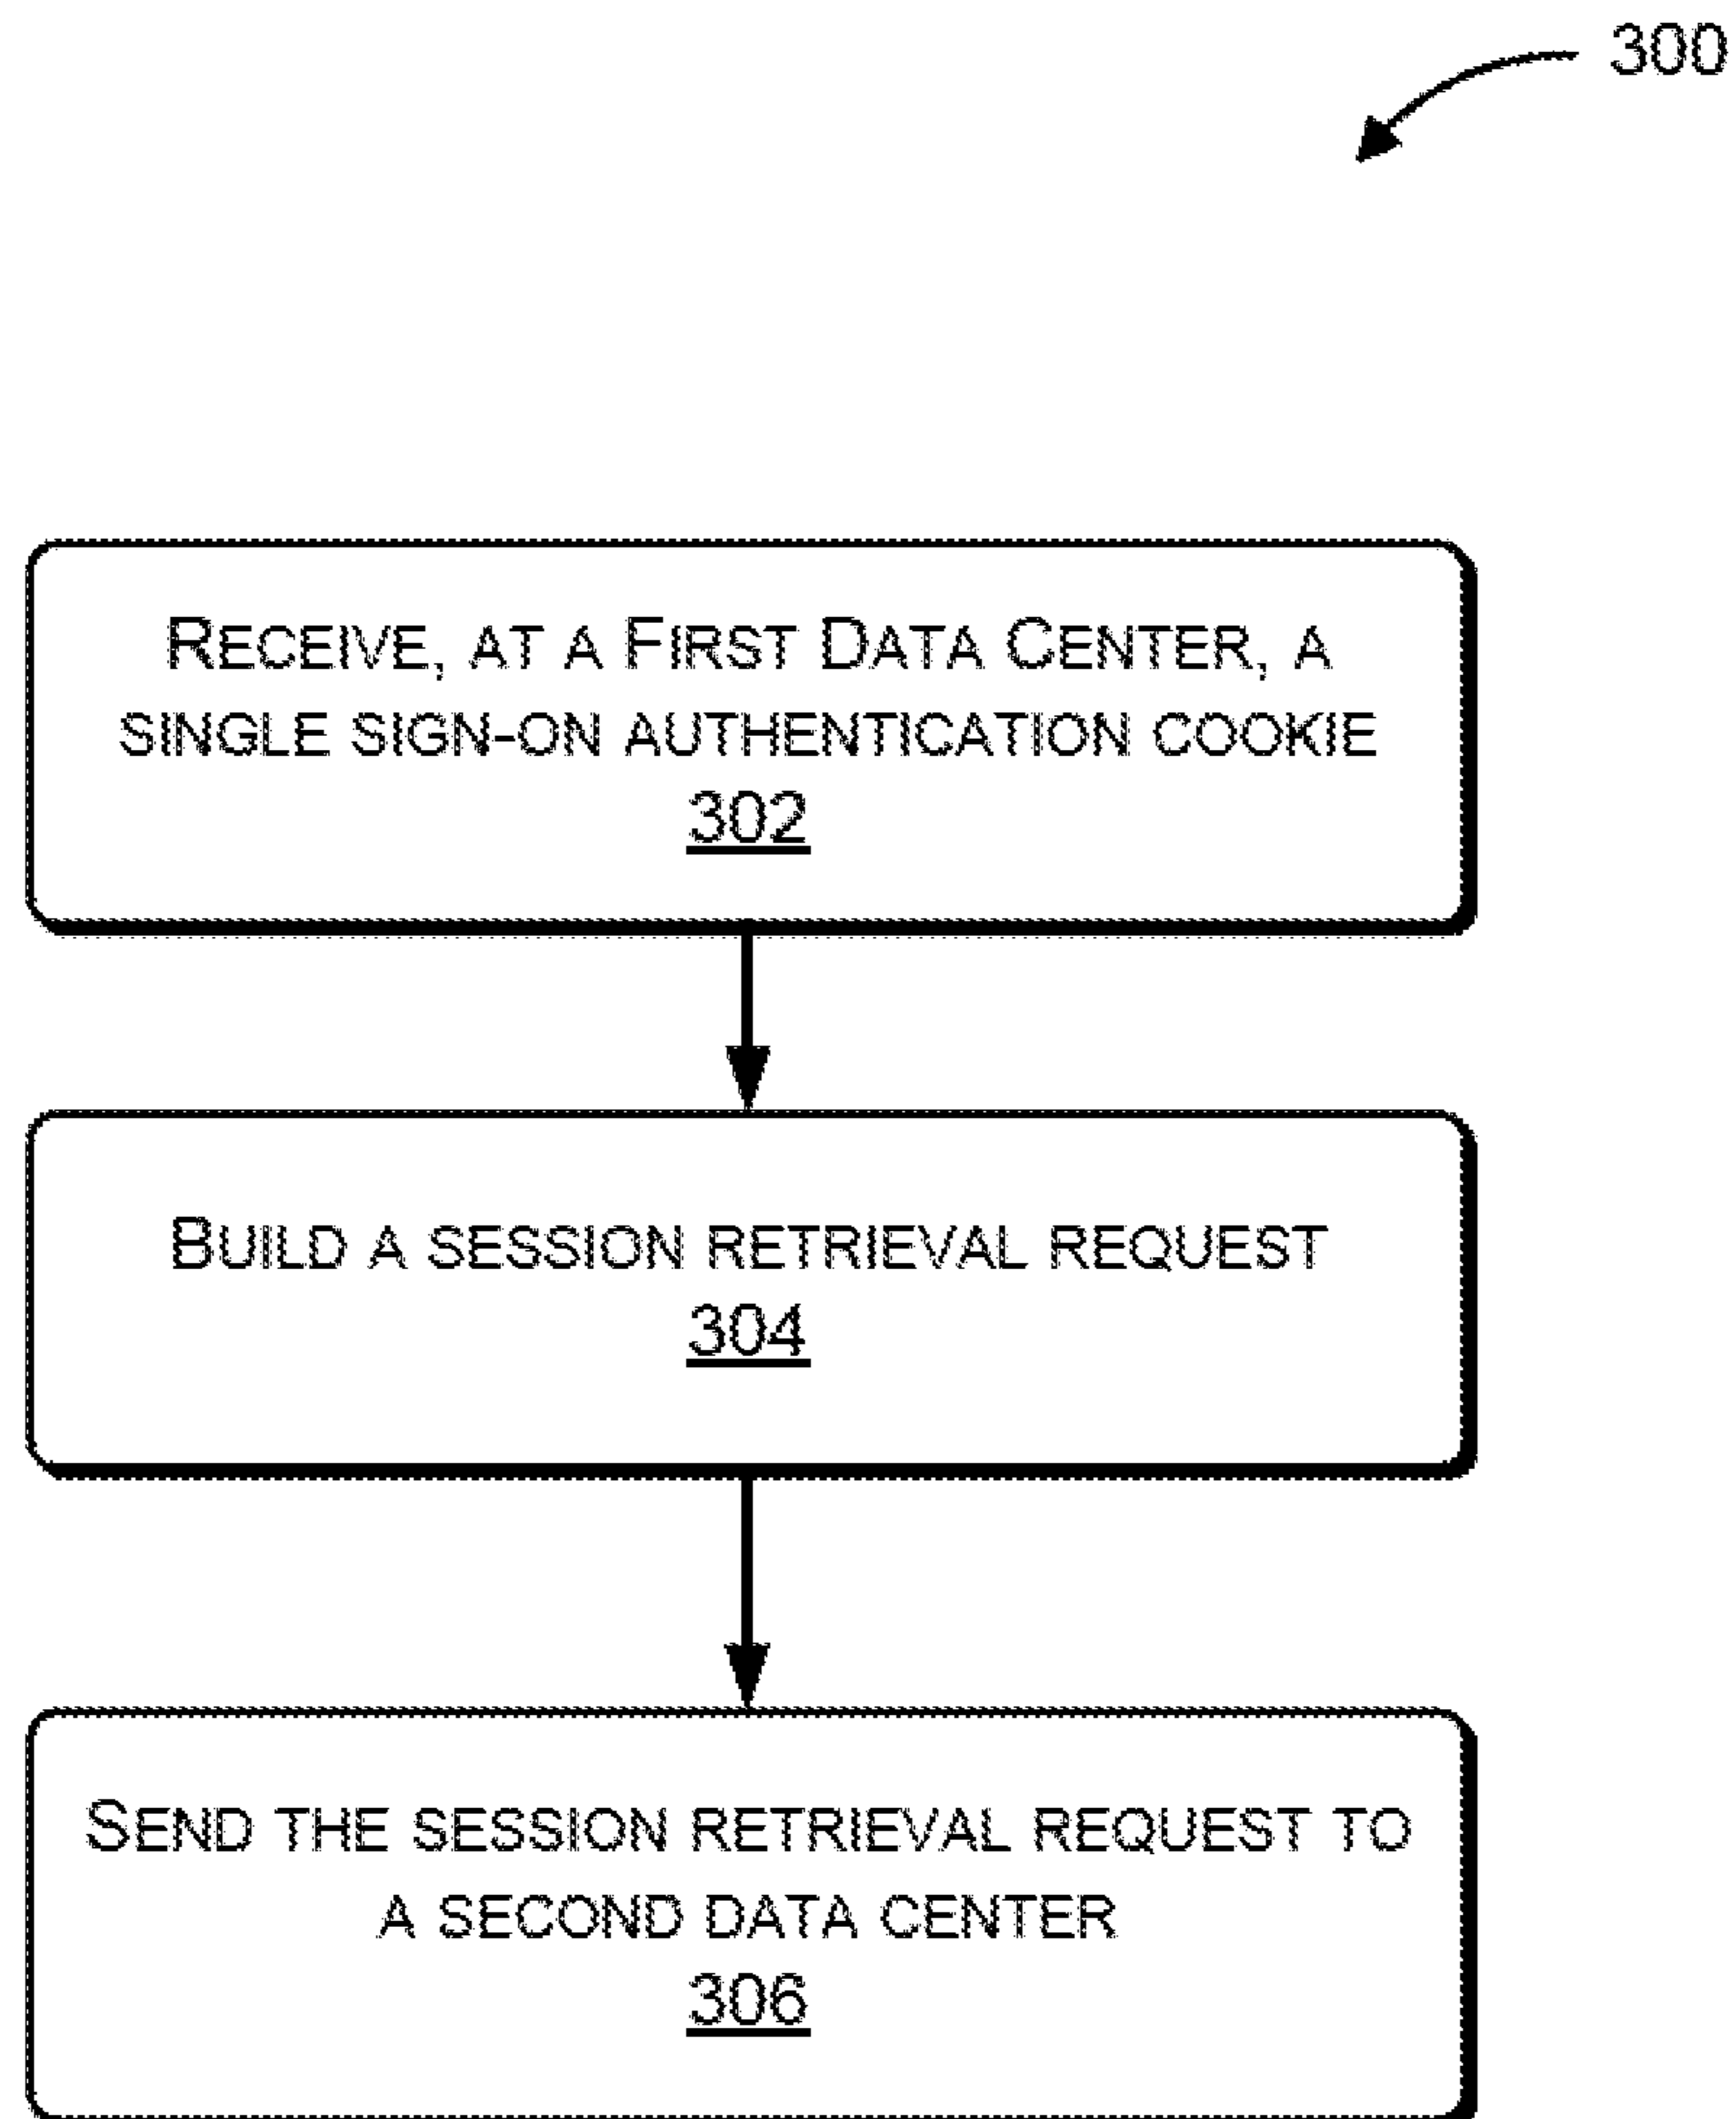 300
RECEIVE, AT A FIRST DATA CENTER, A
SINGLE SIGN-ON AUTHENTICATION COOKIE
302
BUILD A SESSION RETRIEVAL REQUEST
304
SEND THE SESSION RETRIEVAL REQUEST TO
A SECOND DATA CENTER
306